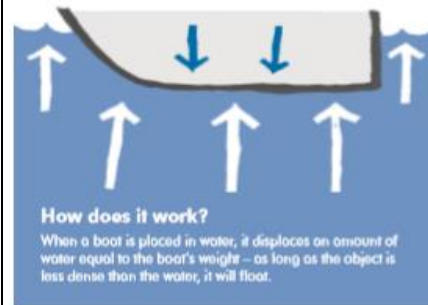 How does it work?
When a boat is placed in water, it displaces an amount of
water equal to the boat's weight – as long as the object is
less dense than the water, it will float.